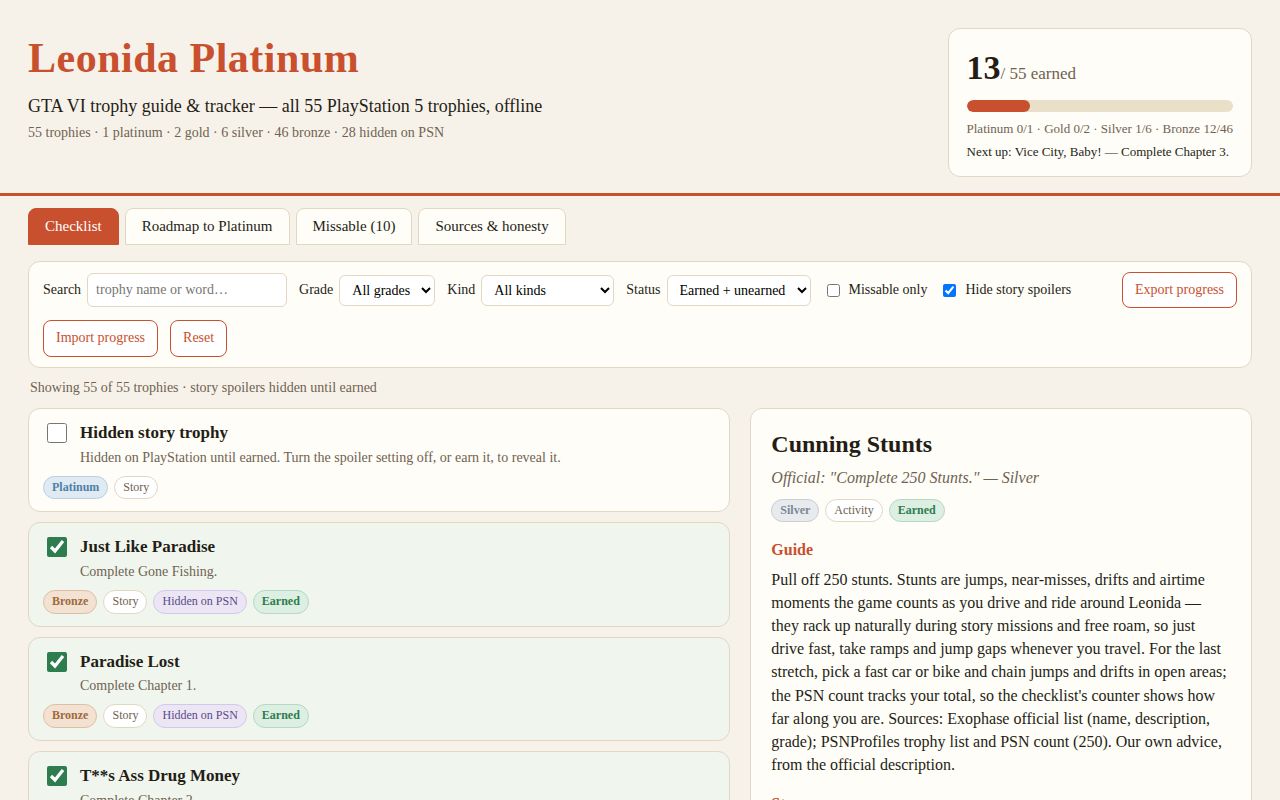 Leonida Platinum
GTA VI trophy guide & tracker — all 55 PlayStation 5 trophies, offline
55 trophies · 1 platinum · 2 gold · 6 silver · 46 bronze · 28 hidden on PSN
13 / 55 earned
Platinum 0/1 · Gold 0/2 · Silver 1/6 · Bronze 12/46
Next up: Vice City, Baby! — Complete Chapter 3.
Checklist
Roadmap to Platinum
Missable (10)
Sources & honesty
Search trophy name or word… Grade All grades Kind All kinds Status Earned + unearned Missable only Hide story spoilers Export progress
Import progress Reset
Showing 55 of 55 trophies · story spoilers hidden until earned
Hidden story trophy
Hidden on PlayStation until earned. Turn the spoiler setting off, or earn it, to reveal it.
Platinum Story
Just Like Paradise
Complete Gone Fishing.
Bronze Story Hidden on PSN Earned
Paradise Lost
Complete Chapter 1.
Bronze Story Hidden on PSN Earned
T**s Ass Drug Money
Complete Chapter 2.
Cunning Stunts
Official: "Complete 250 Stunts." — Silver
Silver Activity Earned
Guide
Pull off 250 stunts. Stunts are jumps, near-misses, drifts and airtime
moments the game counts as you drive and ride around Leonida —
they rack up naturally during story missions and free roam, so just
drive fast, take ramps and jump gaps whenever you travel. For the last
stretch, pick a fast car or bike and chain jumps and drifts in open areas;
the PSN count tracks your total, so the checklist's counter shows how
far along you are. Sources: Exophase official list (name, description,
grade); PSNProfiles trophy list and PSN count (250). Our own advice,
from the official description.